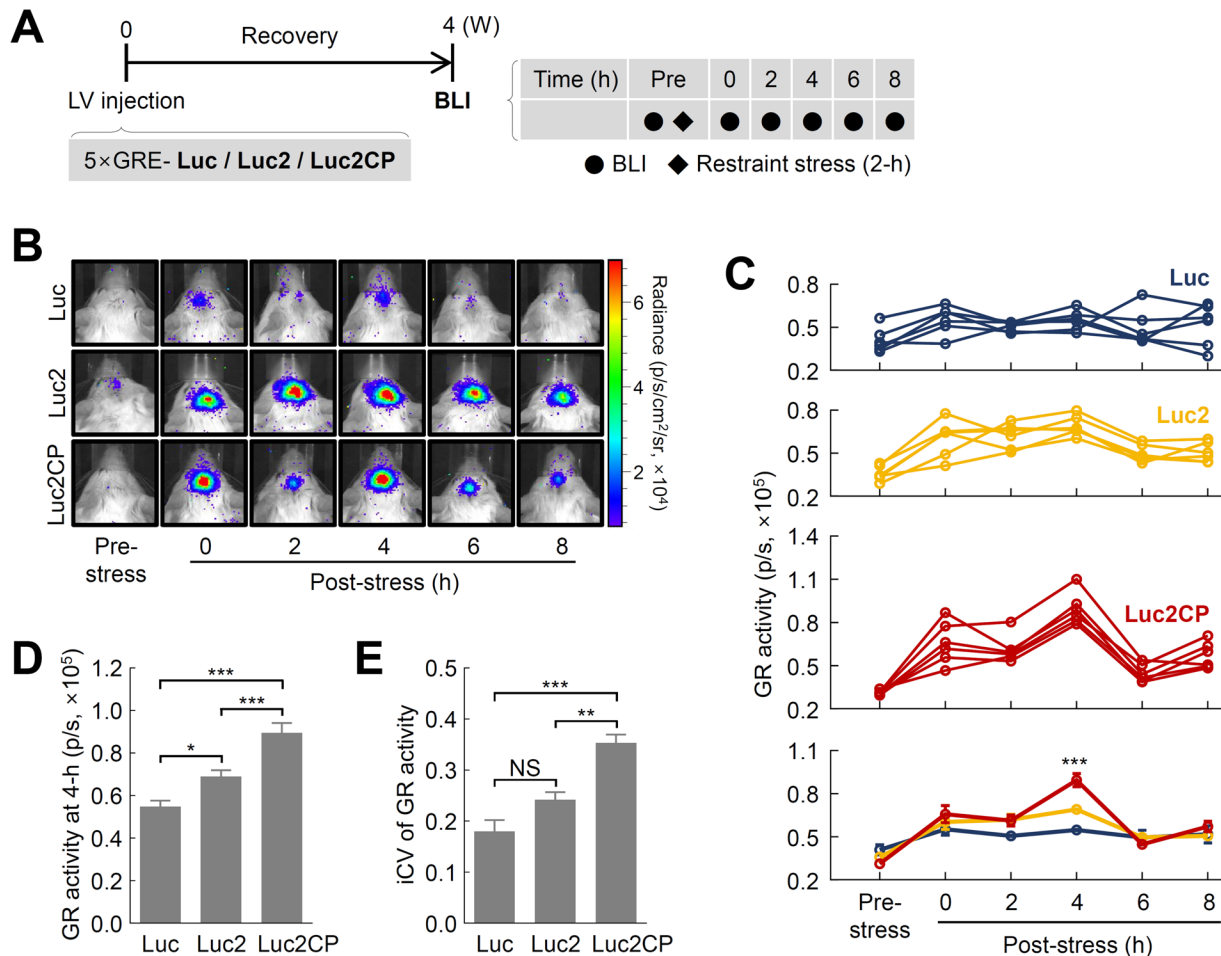 A
0
Recovery
4 (W)
LV injection
BLI
5×GRE- Luc / Luc2 / Luc2CP
Time (h) Pre 0 2 4 6 8
● BLI ◆ Restraint stress (2-h)
B
Luc
Luc2
Luc2CP
Pre-
stress
0 2 4 6 8
Post-stress (h)
6
4
2
Radiance (p/s/cm²/sr, ×10⁴)
C
Luc
0.8
0.5
0.2
Luc2
0.8
0.5
0.2
Luc2CP
1.1
0.8
0.5
0.2
***
1.1
0.8
0.5
0.2
GR activity (p/s, ×10⁵)
Pre-
stress
0 2 4 6 8
Post-stress (h)
D
GR activity at 4-h (p/s, ×10⁵)
1.2
1.0
0.8
0.6
0.4
0.2
0.0
***
***
*
Luc Luc2 Luc2CP
E
iCV of GR activity
0.5
0.4
0.3
0.2
0.1
0.0
***
**
NS
Luc Luc2 Luc2CP